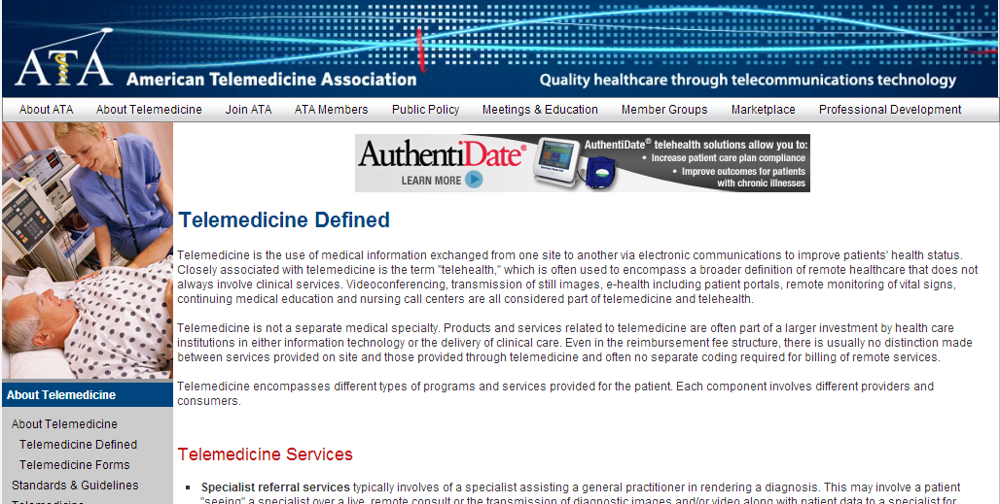 ATA American Telemedicine Association
Quality healthcare through telecommunications technology
About ATA About Telemedicine Join ATA ATA Members Public Policy Meetings & Education Member Groups Marketplace Professional Development
AuthentiDate®
LEARN MORE
AuthentiDate® telehealth solutions allow you to:
• Increase patient care plan compliance
• Improve outcomes for patients
with chronic illnesses
Telemedicine Defined
Telemedicine is the use of medical information exchanged from one site to another via electronic communications to improve patients' health status.
Closely associated with telemedicine is the term "telehealth," which is often used to encompass a broader definition of remote healthcare that does not
always involve clinical services. Videoconferencing, transmission of still images, e-health including patient portals, remote monitoring of vital signs,
continuing medical education and nursing call centers are all considered part of telemedicine and telehealth.
Telemedicine is not a separate medical specialty. Products and services related to telemedicine are often part of a larger investment by health care
institutions in either information technology or the delivery of clinical care. Even in the reimbursement fee structure, there is usually no distinction made
between services provided on site and those provided through telemedicine and often no separate coding required for billing of remote services.
Telemedicine encompasses different types of programs and services provided for the patient. Each component involves different providers and
consumers.
Telemedicine Services
▪ Specialist referral services typically involves of a specialist assisting a general practitioner in rendering a diagnosis. This may involve a patient
"seeing" a specialist over a live, remote consult or the transmission of diagnostic images and/or video along with patient data to a specialist for
About Telemedicine
About Telemedicine
Telemedicine Defined
Telemedicine Forms
Standards & Guidelines
Telemedicine